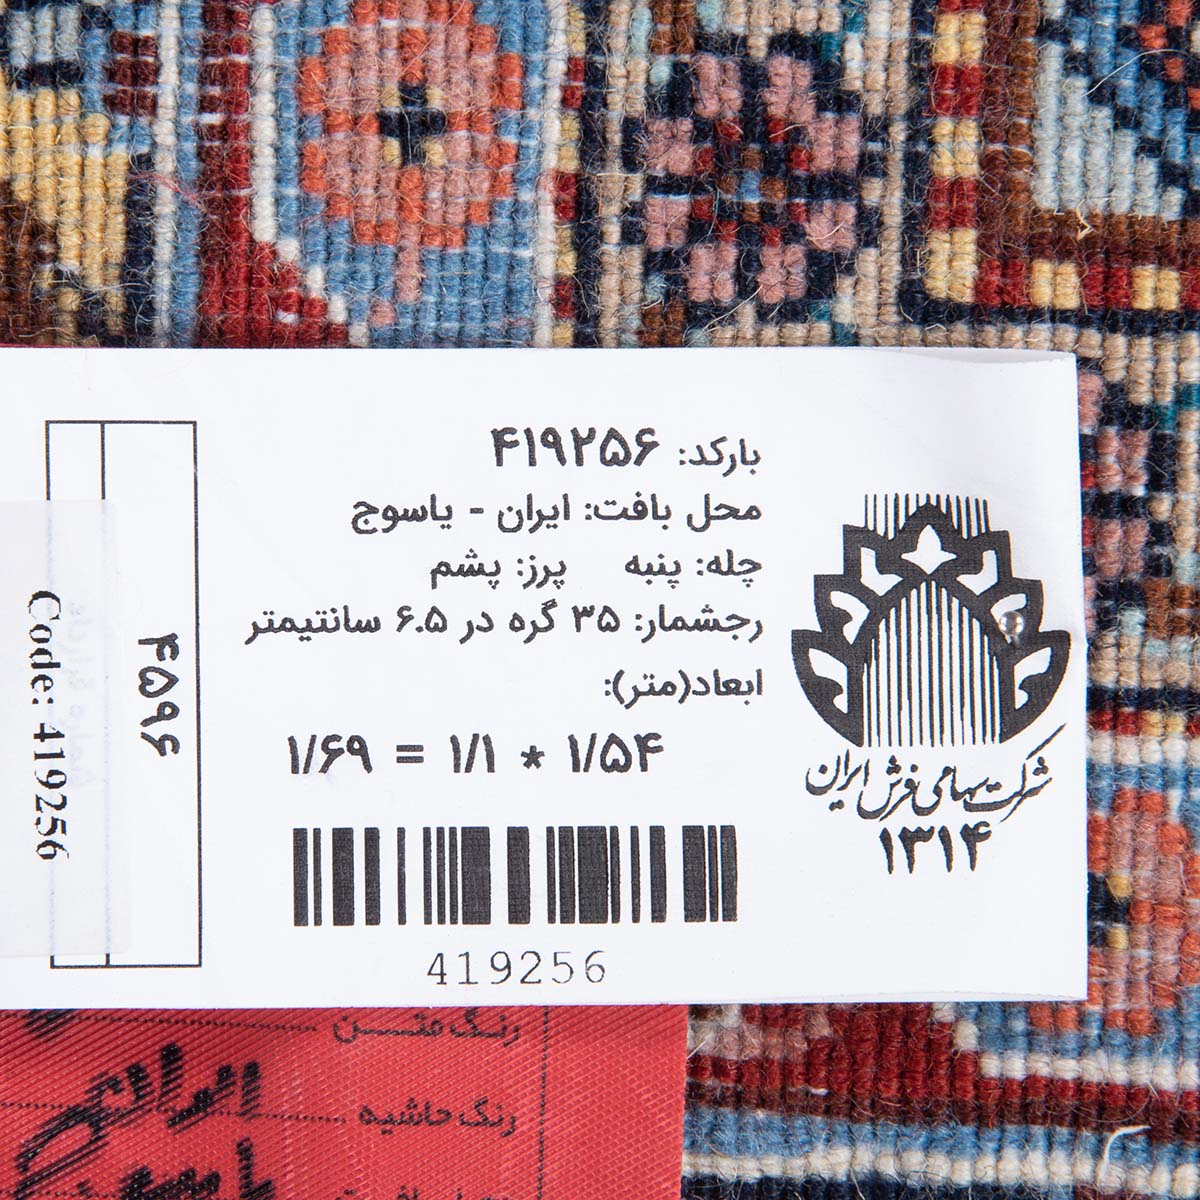 بارکد: ۴۱۹۲۵۶
محل بافت: ایران - یاسوج
چله: پنبه پرز: پشم
رجشمار: ۳۵ گره در ۶.۵ سانتیمتر
ابعاد(متر):
۱/۵۴ * ۱/۱ = ۱/۶۹
419256
شرکت سهامی فرش ایران
۱۳۱۴
۴۵۹۶
Code: 419256
رنگ متن
ایران
رنگ حاشیه